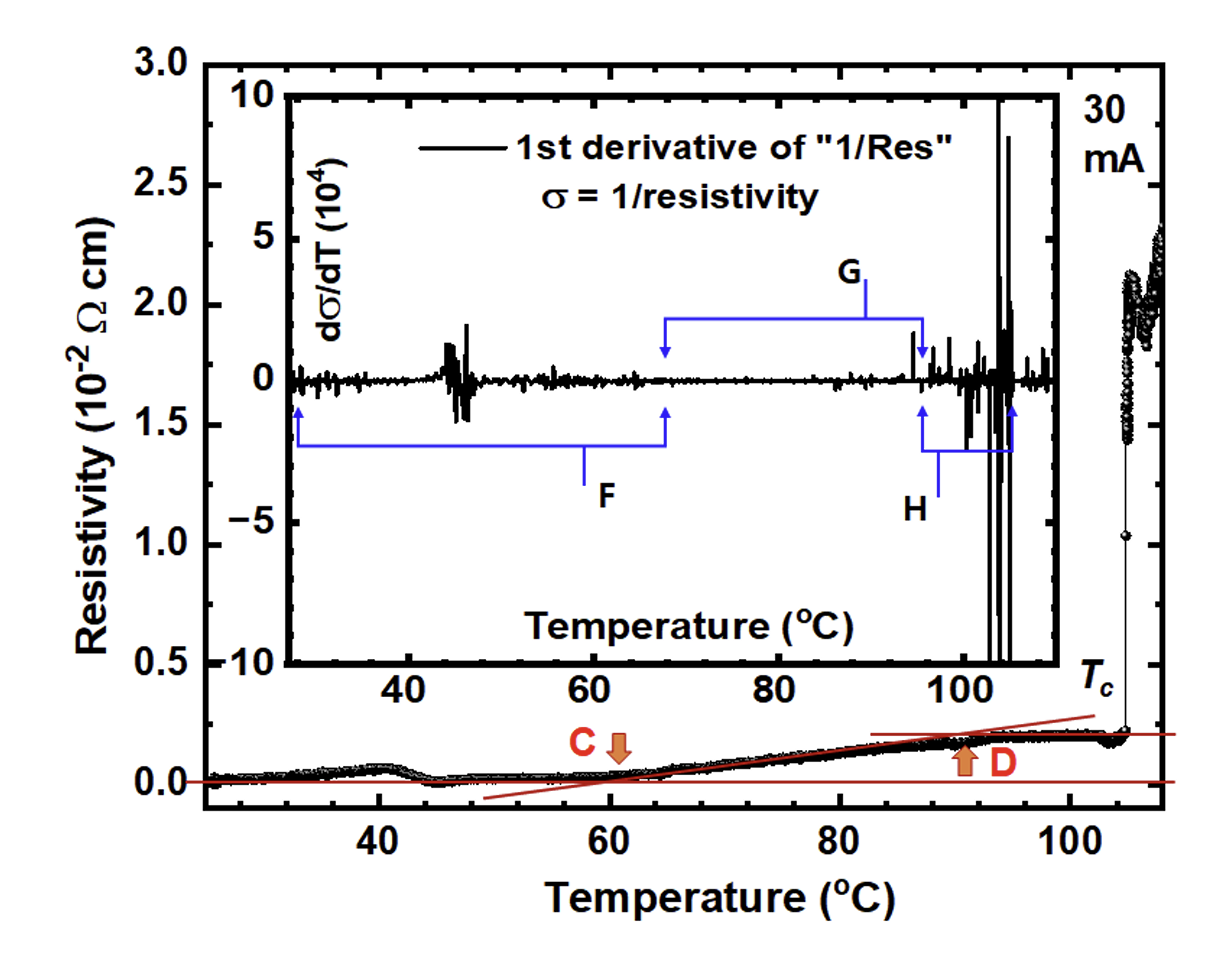 3.0
2.5
2.0
1.5
1.0
0.5
0.0
Resistivity (10-2 Ω cm)
10
5
0
−5
−10
dσ/dT (104)
1st derivative of "1/Res"
σ = 1/resistivity
G
F
H
Temperature (oC)
40 60 80 100
30
mA
Tc
C
D
40 60 80 100
Temperature (oC)